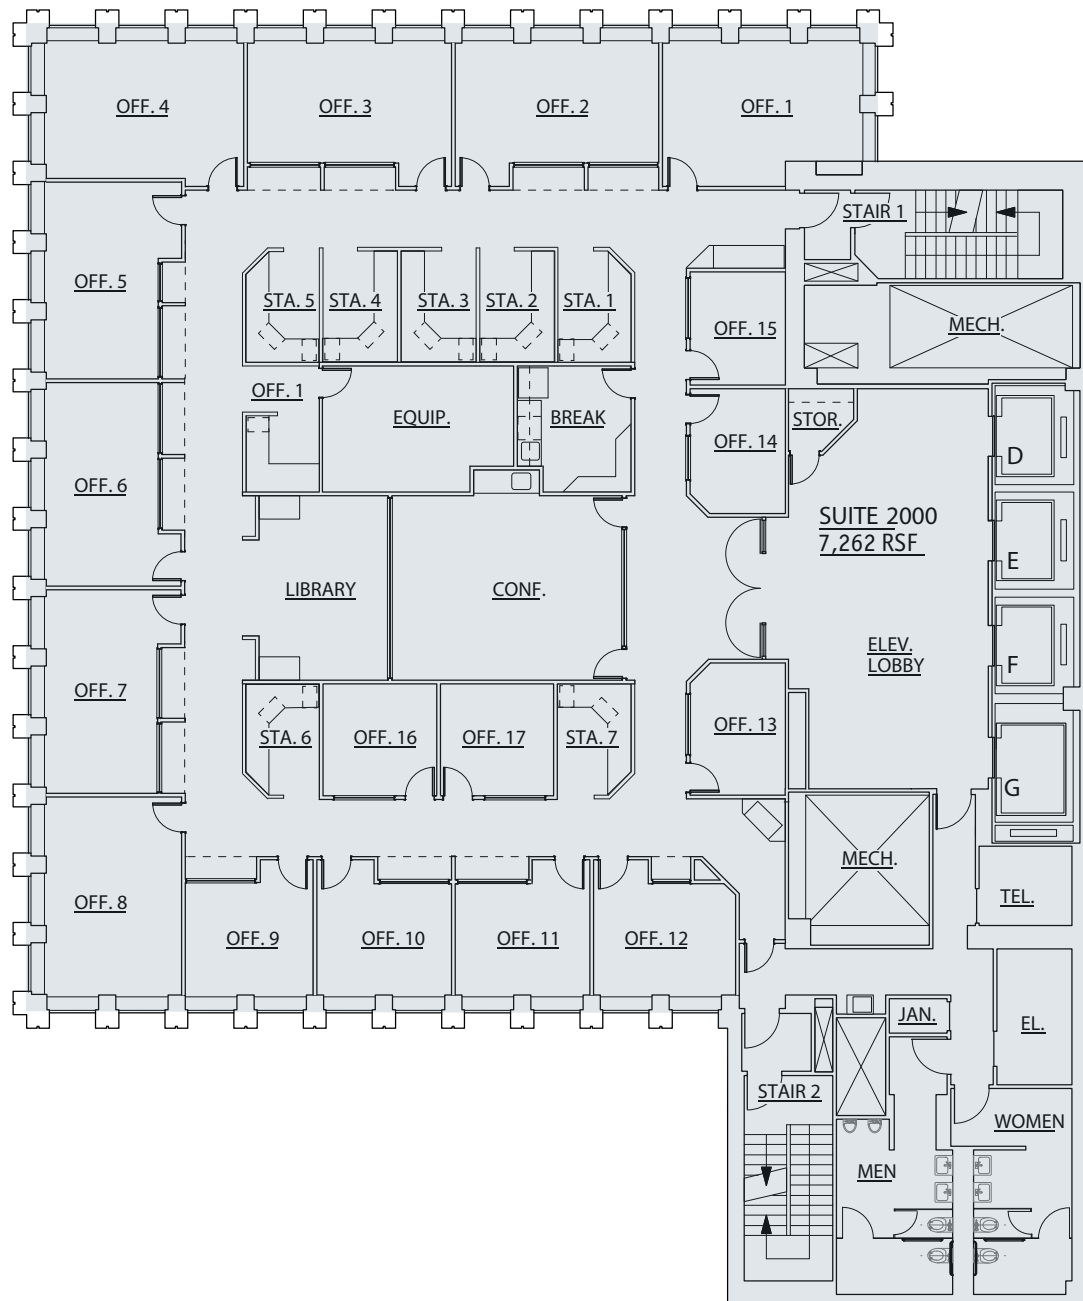 OFF. 4
OFF. 3
OFF. 2
OFF. 1
STAIR 1
OFF. 5
STA. 5
STA. 4
STA. 3
STA. 2
STA. 1
OFF. 15
MECH.
OFF. 1
EQUIP.
BREAK
OFF. 14
STOR.
D
OFF. 6
SUITE 2000
7,262 RSF
E
LIBRARY
CONF.
ELEV.
LOBBY
F
OFF. 7
STA. 6
OFF. 16
OFF. 17
STA. 7
OFF. 13
G
MECH.
OFF. 8
TEL.
OFF. 9
OFF. 10
OFF. 11
OFF. 12
JAN.
EL.
STAIR 2
WOMEN
MEN